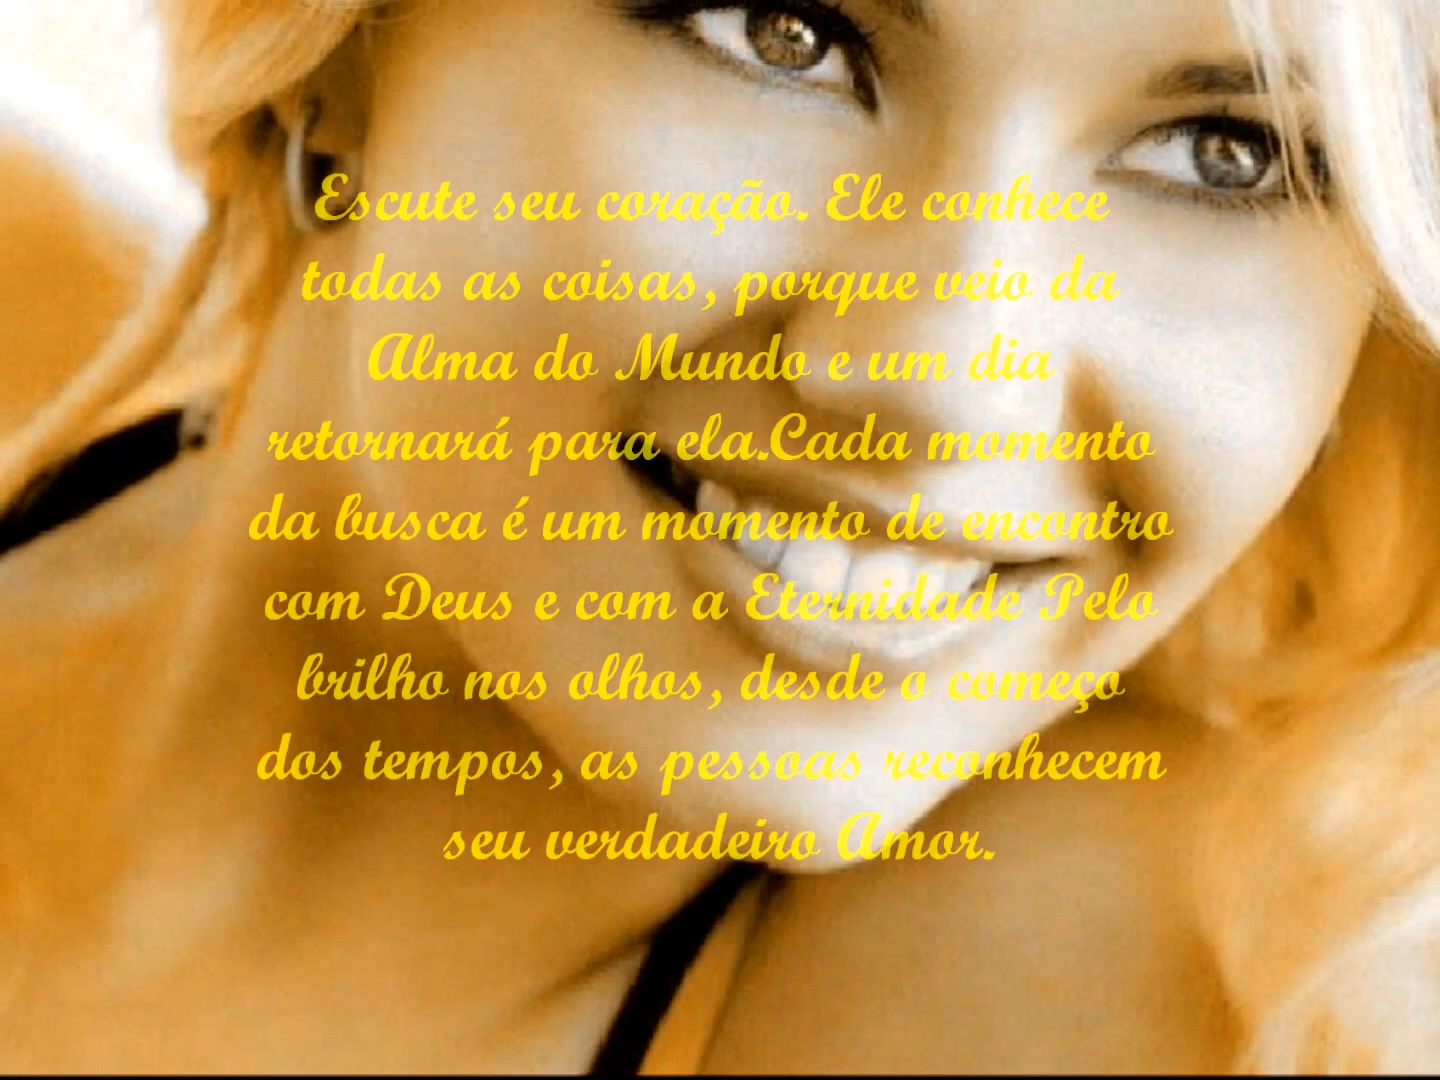 Escute seu coração. Ele conhece
todas as coisas, porque veio da
Alma do Mundo e um dia
retornará para ela.Cada momento
da busca é um momento de encontro
com Deus e com a Eternidade Pelo
brilho nos olhos, desde o começo
dos tempos, as pessoas reconhecem
seu verdadeiro Amor.